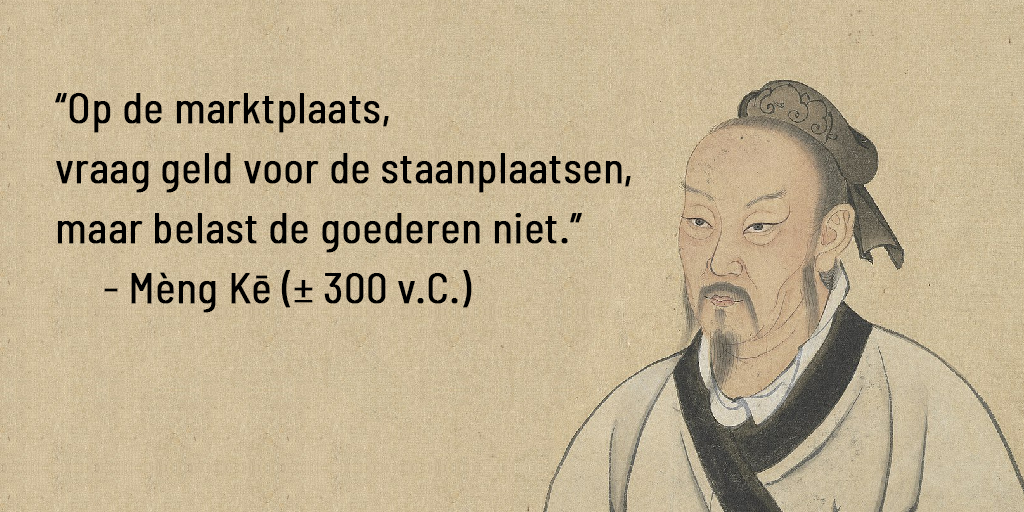 “Op de marktplaats,
vraag geld voor de staanplaatsen,
maar belast de goederen niet.”
- Mèng Kē (± 300 v.C.)